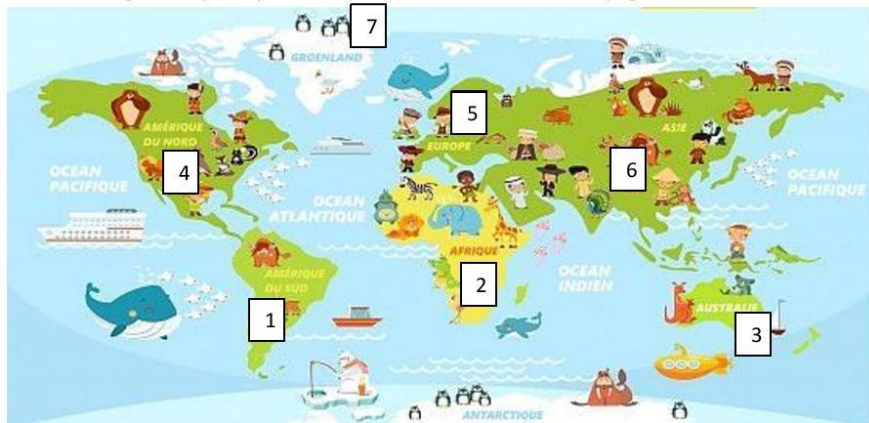 7
GROENLAND
5
AMÉRIQUE
DU NORD
EUROPE
ASIE
4
6
OCEAN
PACIFIQUE
OCEAN
ATLANTIQUE
OCEAN
PACIFIQUE
AFRIQUE
OCEAN
INDIEN
AMÉRIQUE
DU SUD
2
1
AUSTRALIE
3
ANTARCTIQUE